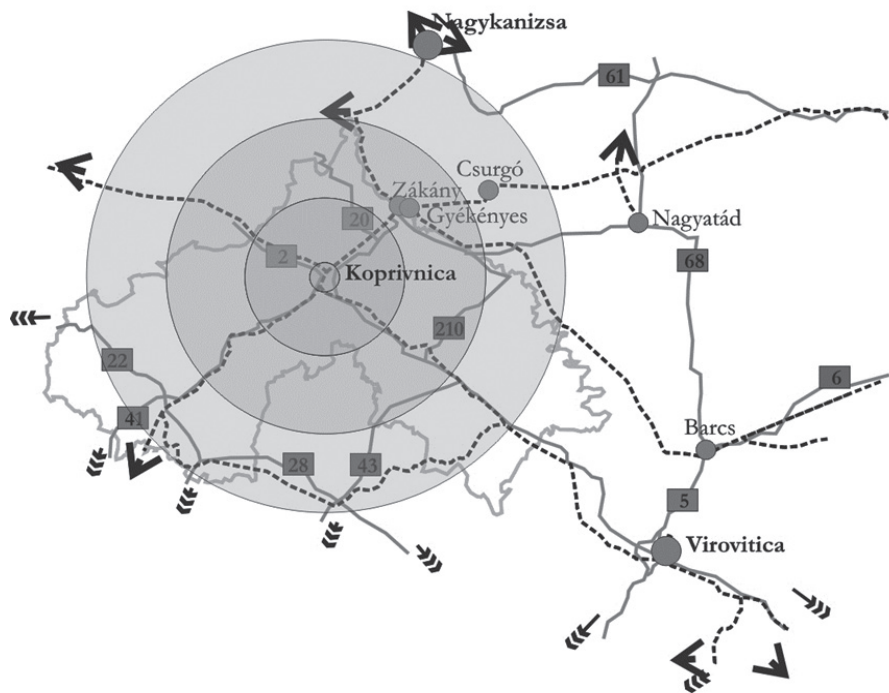 Nagykanizsa
61
Csurgó
Zákány
Gyékényes
20
Nagyatád
2
Koprivnica
68
210
22
6
41
Barcs
28
43
5
Virovitica